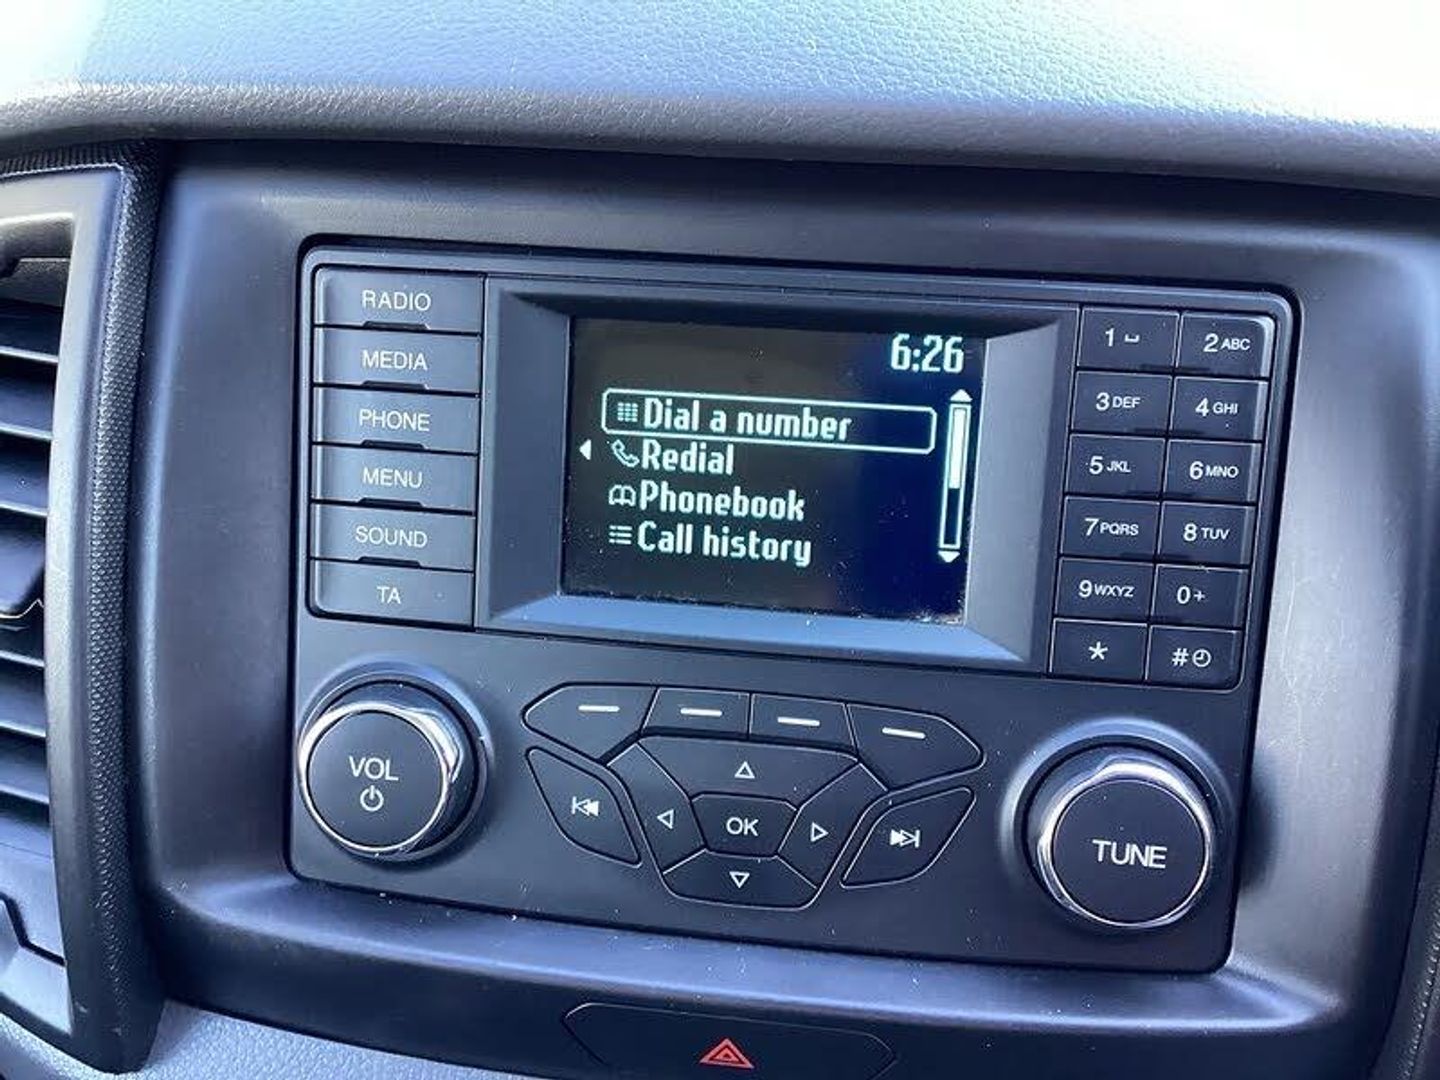 6:26
Dial a number
Redial
Phonebook
Call history
RADIO
MEDIA
PHONE
MENU
SOUND
TA
1 ⎵
2 ABC
3 DEF
4 GHI
5 JKL
6 MNO
7 PQRS
8 TUV
9 WXYZ
0 +
*
#
VOL
OK
TUNE